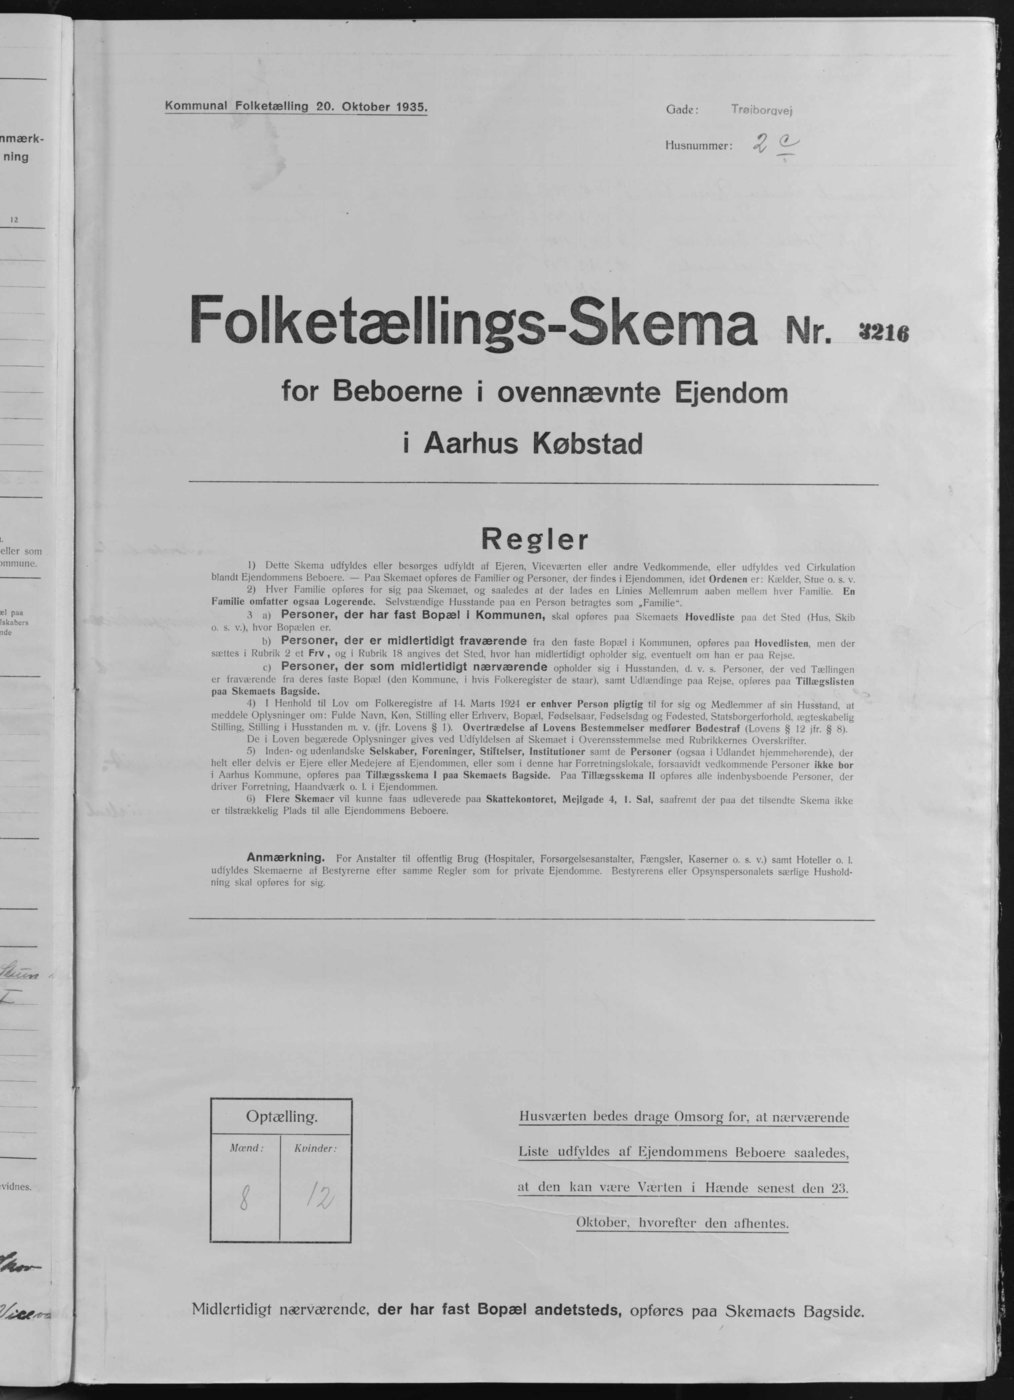 Kommunal Folketælling 20. Oktober 1935.
Gade: Trøjborgvej
Husnummer: 2 c
Folketællings-Skema Nr. 3216
for Beboerne i ovennævnte Ejendom
i Aarhus Købstad
Regler
1) Dette Skema udfyldes eller besørges udfyldt af Ejeren, Viceværten eller andre Vedkommende, eller udfyldes ved Cirkulation
blandt Ejendommens Beboere. — Paa Skemaet opføres de Familier og Personer, der findes i Ejendommen, idet Ordenen er: Kælder, Stue o. s. v.
2) Hver Familie opføres for sig paa Skemaet, og saaledes at der lades en Linies Mellemrum aaben mellem hver Familie. En
Familie omfatter ogsaa Logerende. Selvstændige Husstande paa en Person betragtes som „Familie“.
3 a) Personer, der har fast Bopæl i Kommunen, skal opføres paa Skemaets Hovedliste paa det Sted (Hus, Skib
o. s. v.), hvor Bopælen er.
b) Personer, der er midlertidigt fraværende fra den faste Bopæl i Kommunen, opføres paa Hovedlisten, men der
sættes i Rubrik 2 et Frv, og i Rubrik 18 angives det Sted, hvor han midlertidigt opholder sig, eventuelt om han er paa Rejse.
c) Personer, der som midlertidigt nærværende opholder sig i Husstanden, d. v. s. Personer, der ved Tællingen
er fraværende fra deres faste Bopæl (den Kommune, i hvis Folkeregister de staar), samt Udlændinge paa Rejse, opføres paa Tillægslisten
paa Skemaets Bagside.
4) I Henhold til Lov om Folkeregistre af 14. Marts 1924 er enhver Person pligtig til for sig og Medlemmer af sin Husstand, at
meddele Oplysninger om: Fulde Navn, Køn, Stilling eller Erhverv, Bopæl, Fødselsaar, Fødselsdag og Fødested, Statsborgerforhold, ægteskabelig
Stilling, Stilling i Husstanden m. v. (jfr. Lovens § 1). Overtrædelse af Lovens Bestemmelser medfører Bødestraf (Lovens § 12 jfr. § 8).
De i Loven begærede Oplysninger gives ved Udfyldelsen af Skemaet i Overensstemmelse med Rubrikkernes Overskrifter.
5) Inden- og udenlandske Selskaber, Foreninger, Stiftelser, Institutioner samt de Personer (ogsaa i Udlandet hjemmehørende), der
helt eller delvis er Ejere eller Medejere af Ejendommen, eller som i denne har Forretningslokale, forsaavidt vedkommende Personer ikke bor
i Aarhus Kommune, opføres paa Tillægsskema I paa Skemaets Bagside. Paa Tillægsskema II opføres alle indenbysboende Personer, der
driver Forretning, Haandværk o. l. i Ejendommen.
6) Flere Skemaer vil kunne faas udleverede paa Skattekontoret, Mejlgade 4, 1. Sal, saafremt der paa det tilsendte Skema ikke
er tilstrækkelig Plads til alle Ejendommens Beboere.
Anmærkning. For Anstalter til offentlig Brug (Hospitaler, Forsørgelsesanstalter, Fængsler, Kaserner o. s. v.) samt Hoteller o. l.
udfyldes Skemaerne af Bestyrerne efter samme Regler som for private Ejendomme. Bestyrerens eller Opsynspersonalets særlige Hushold-
ning skal opføres for sig.
Optælling.
Mænd: Kvinder:
8 12
Husværten bedes drage Omsorg for, at nærværende
Liste udfyldes af Ejendommens Beboere saaledes,
at den kan være Værten i Hænde senest den 23.
Oktober, hvorefter den afhentes.
Midlertidigt nærværende, der har fast Bopæl andetsteds, opføres paa Skemaets Bagside.